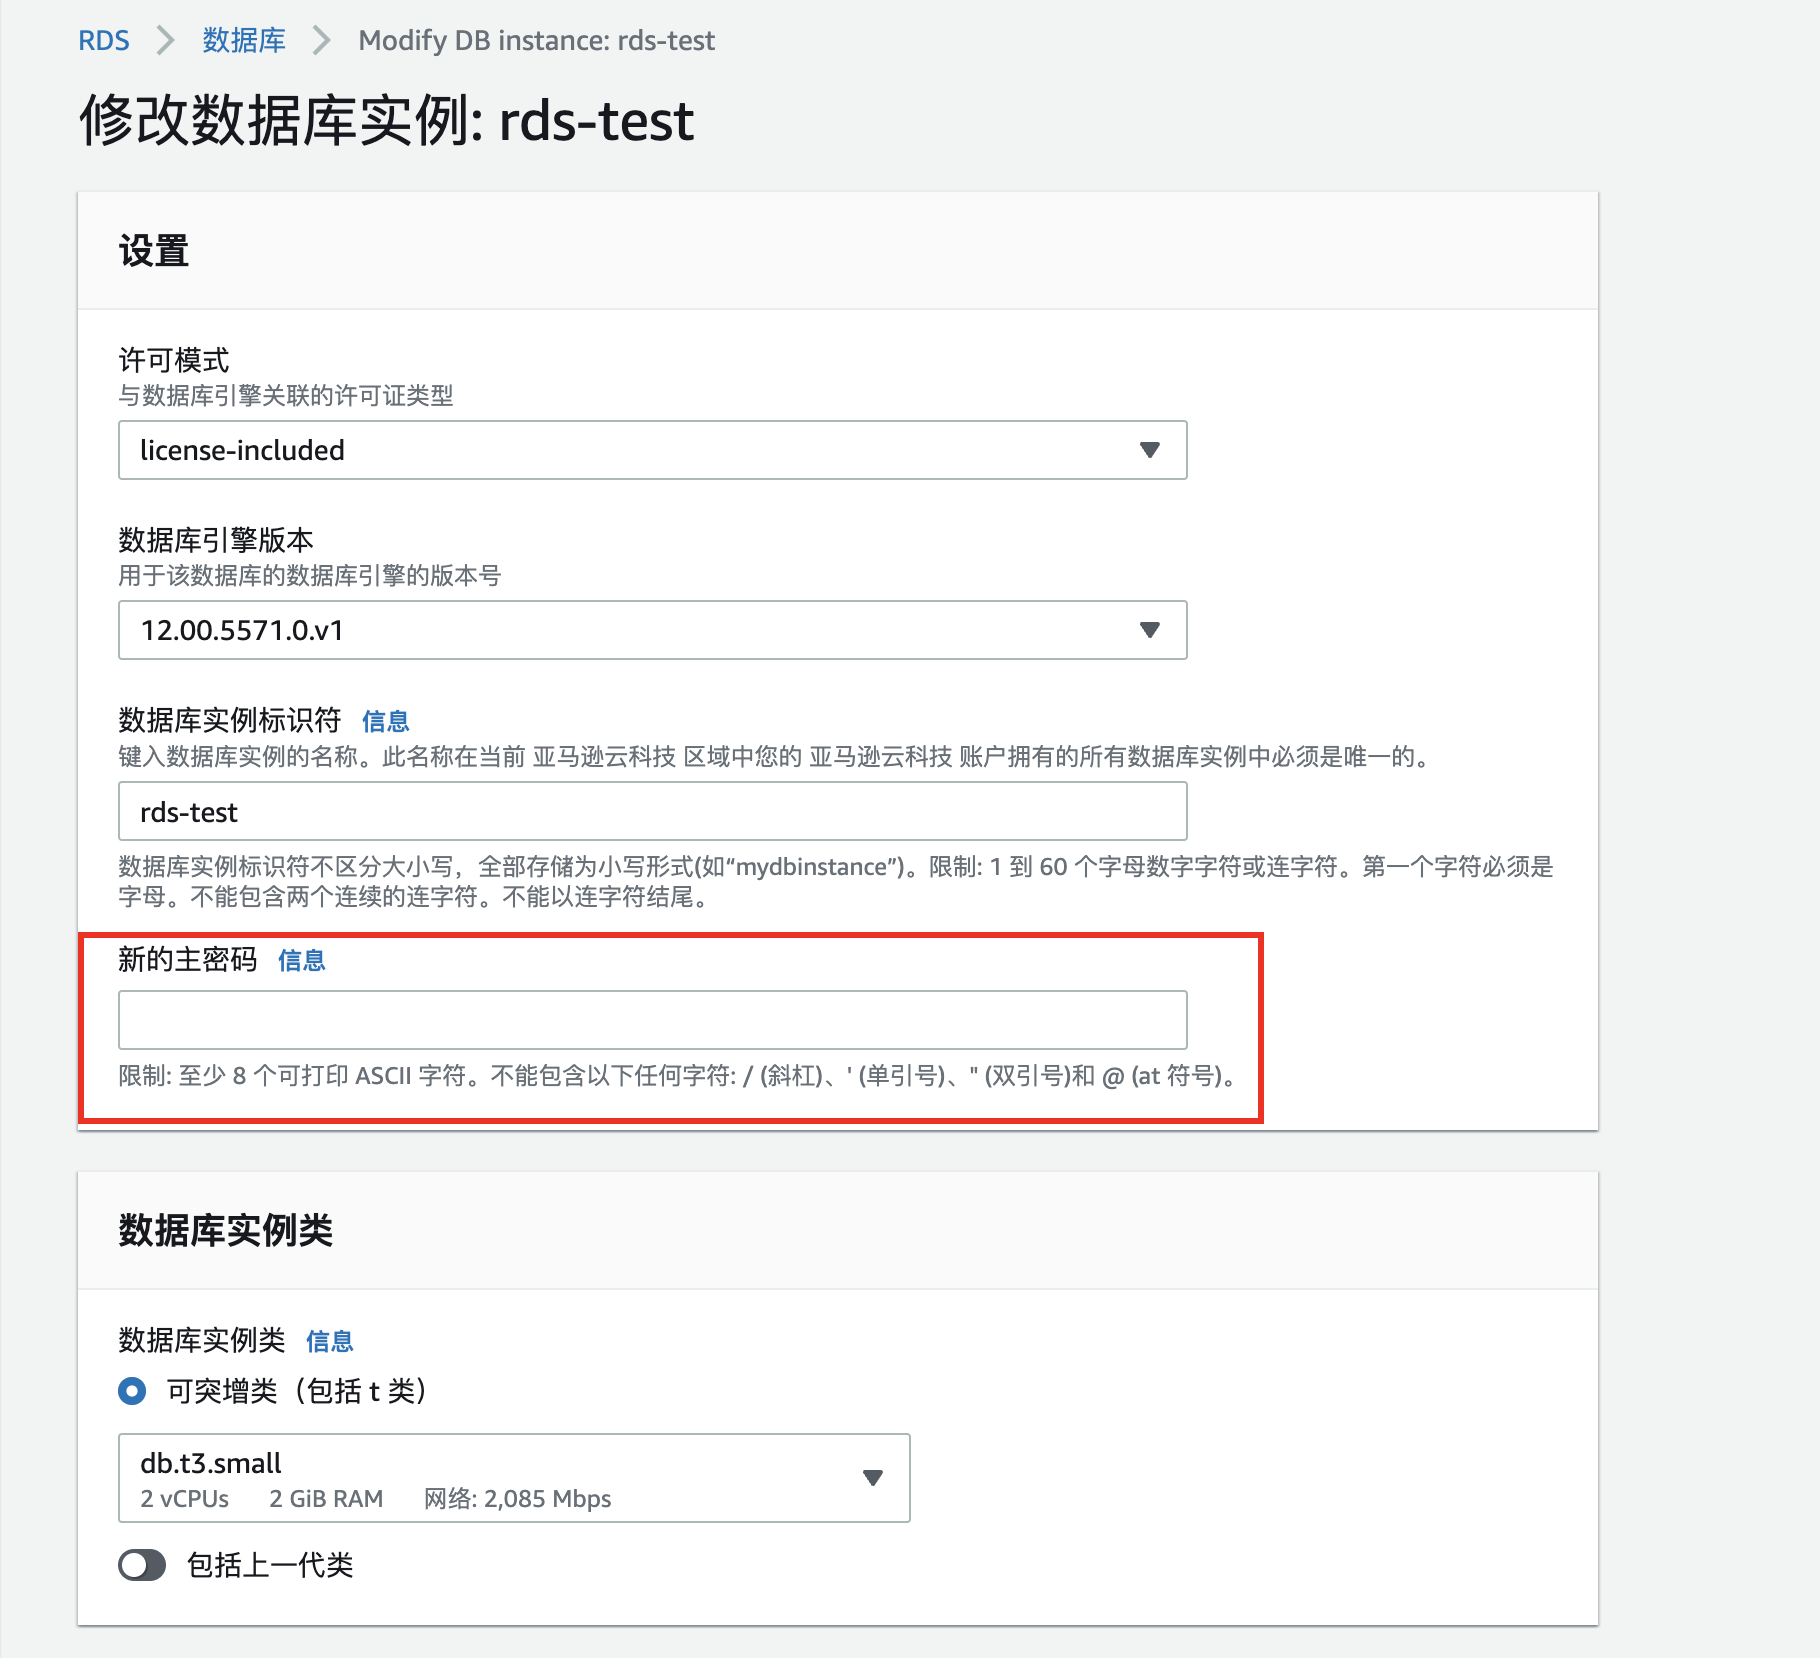 RDS 数据库 Modify DB instance: rds-test
修改数据库实例: rds-test
设置
许可模式
与数据库引擎关联的许可证类型
license-included
数据库引擎版本
用于该数据库的数据库引擎的版本号
12.00.5571.0.v1
数据库实例标识符 信息
键入数据库实例的名称。此名称在当前 亚马逊云科技 区域中您的 亚马逊云科技 账户拥有的所有数据库实例中必须是唯一的。
rds-test
数据库实例标识符不区分大小写，全部存储为小写形式(如“mydbinstance”)。限制: 1 到 60 个字母数字字符或连字符。第一个字符必须是
字母。不能包含两个连续的连字符。不能以连字符结尾。
新的主密码 信息
限制: 至少 8 个可打印 ASCII 字符。不能包含以下任何字符: / (斜杠)、' (单引号)、" (双引号)和 @ (at 符号)。
数据库实例类
数据库实例类 信息
可突增类（包括 t 类）
db.t3.small
2 vCPUs 2 GiB RAM 网络: 2,085 Mbps
包括上一代类